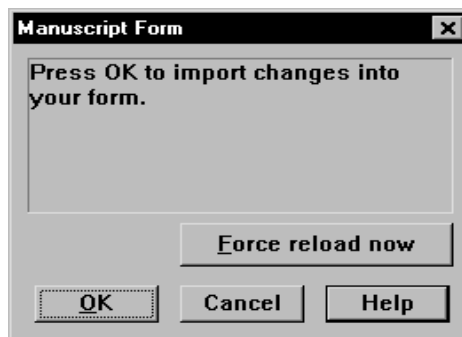 Manuscript Form
Press OK to import changes into
your form.
Force reload now
OK Cancel Help